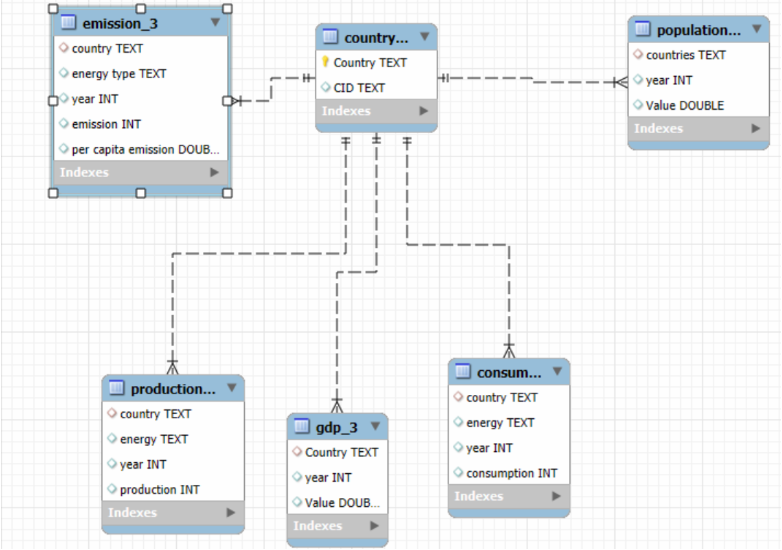 emission_3
country TEXT
energy type TEXT
year INT
emission INT
per capita emission DOUB...
Indexes
country...
Country TEXT
CID TEXT
Indexes
population...
countries TEXT
year INT
Value DOUBLE
Indexes
production...
country TEXT
energy TEXT
year INT
production INT
Indexes
gdp_3
Country TEXT
year INT
Value DOUB...
Indexes
consum...
country TEXT
energy TEXT
year INT
consumption INT
Indexes